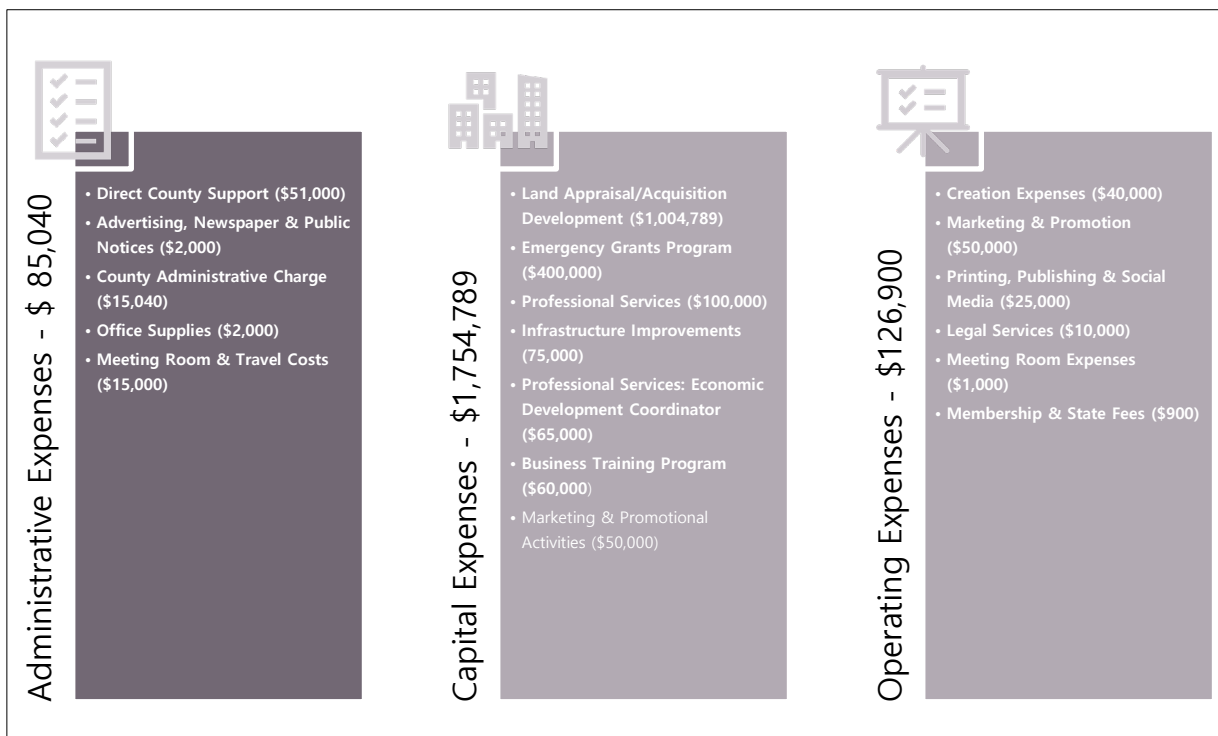 Administrative Expenses - $ 85,040
• Direct County Support ($51,000)
• Advertising, Newspaper & Public
Notices ($2,000)
• County Administrative Charge
($15,040)
• Office Supplies ($2,000)
• Meeting Room & Travel Costs
($15,000)
Capital Expenses - $1,754,789
• Land Appraisal/Acquisition
Development ($1,004,789)
• Emergency Grants Program
($400,000)
• Professional Services ($100,000)
• Infrastructure Improvements
(75,000)
• Professional Services: Economic
Development Coordinator
($65,000)
• Business Training Program
($60,000)
• Marketing & Promotional
Activities ($50,000)
Operating Expenses - $126,900
• Creation Expenses ($40,000)
• Marketing & Promotion
($50,000)
• Printing, Publishing & Social
Media ($25,000)
• Legal Services ($10,000)
• Meeting Room Expenses
($1,000)
• Membership & State Fees ($900)